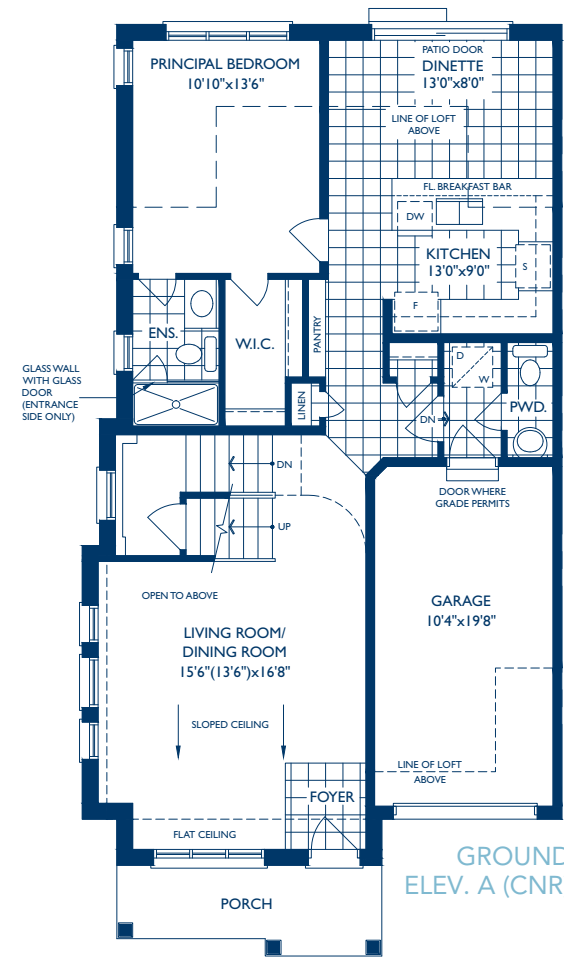 PRINCIPAL BEDROOM
10'10"x13'6"
PATIO DOOR
DINETTE
13'0"x8'0"
LINE OF LOFT
ABOVE
FL. BREAKFAST BAR
DW
KITCHEN
13'0"x9'0"
S
F
ENS.
W.I.C.
PANTRY
LINEN
GLASS WALL
WITH GLASS
DOOR
(ENTRANCE
SIDE ONLY)
D
W
PWD.
DN
DN
UP
DOOR WHERE
GRADE PERMITS
OPEN TO ABOVE
GARAGE
10'4"x19'8"
LIVING ROOM/
DINING ROOM
15'6"(13'6")x16'8"
SLOPED CEILING
LINE OF LOFT
ABOVE
FOYER
FLAT CEILING
PORCH
GROUND
ELEV. A (CNR